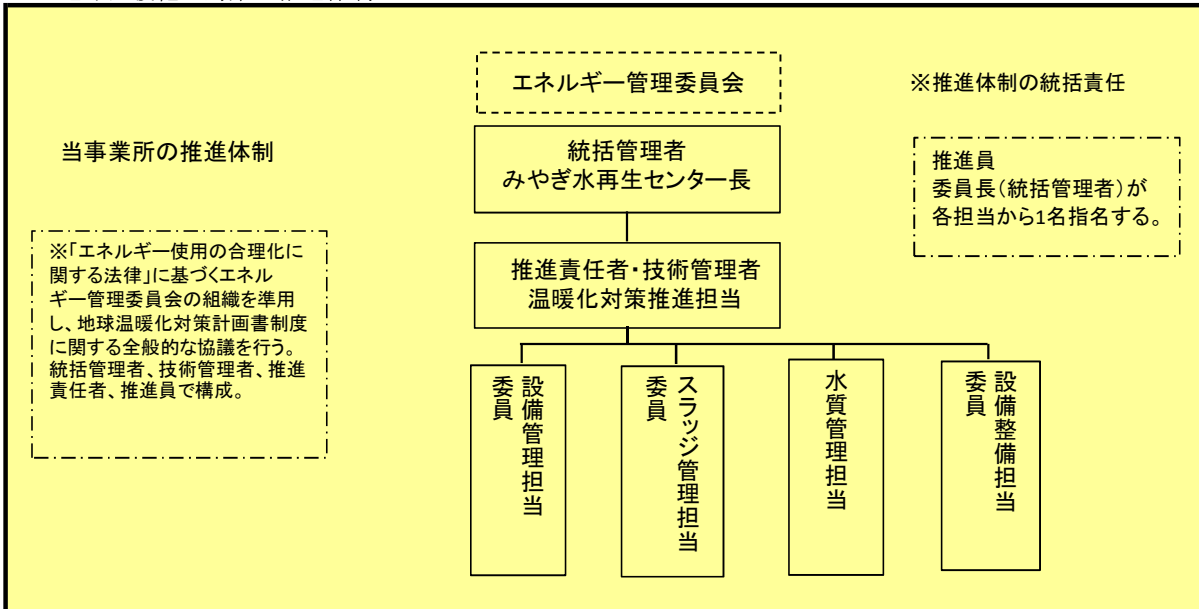 エネルギー管理委員会
※推進体制の統括責任
当事業所の推進体制
統括管理者
みやぎ水再生センター長
推進員
委員長(統括管理者)が
各担当から1名指名する。
※「エネルギー使用の合理化に
関する法律」に基づくエネル
ギー管理委員会の組織を準用
し、地球温暖化対策計画書制度
に関する全般的な協議を行う。
統括管理者、技術管理者、推進
責任者、推進員で構成。
推進責任者・技術管理者
温暖化対策推進担当
設備管理担当
委員
スラッジ管理担当
委員
水質管理担当
設備整備担当
委員